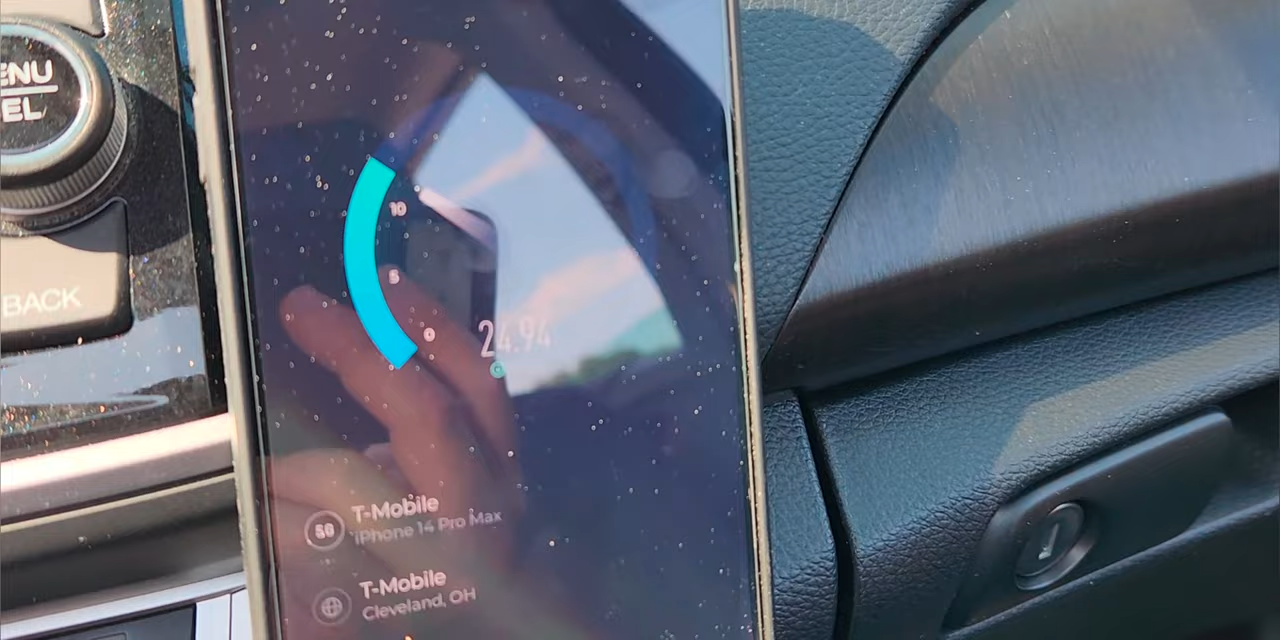 ENU
EL
BACK
10
5
0
24.94
5G
T-Mobile
iPhone 14 Pro Max
T-Mobile
Cleveland, OH